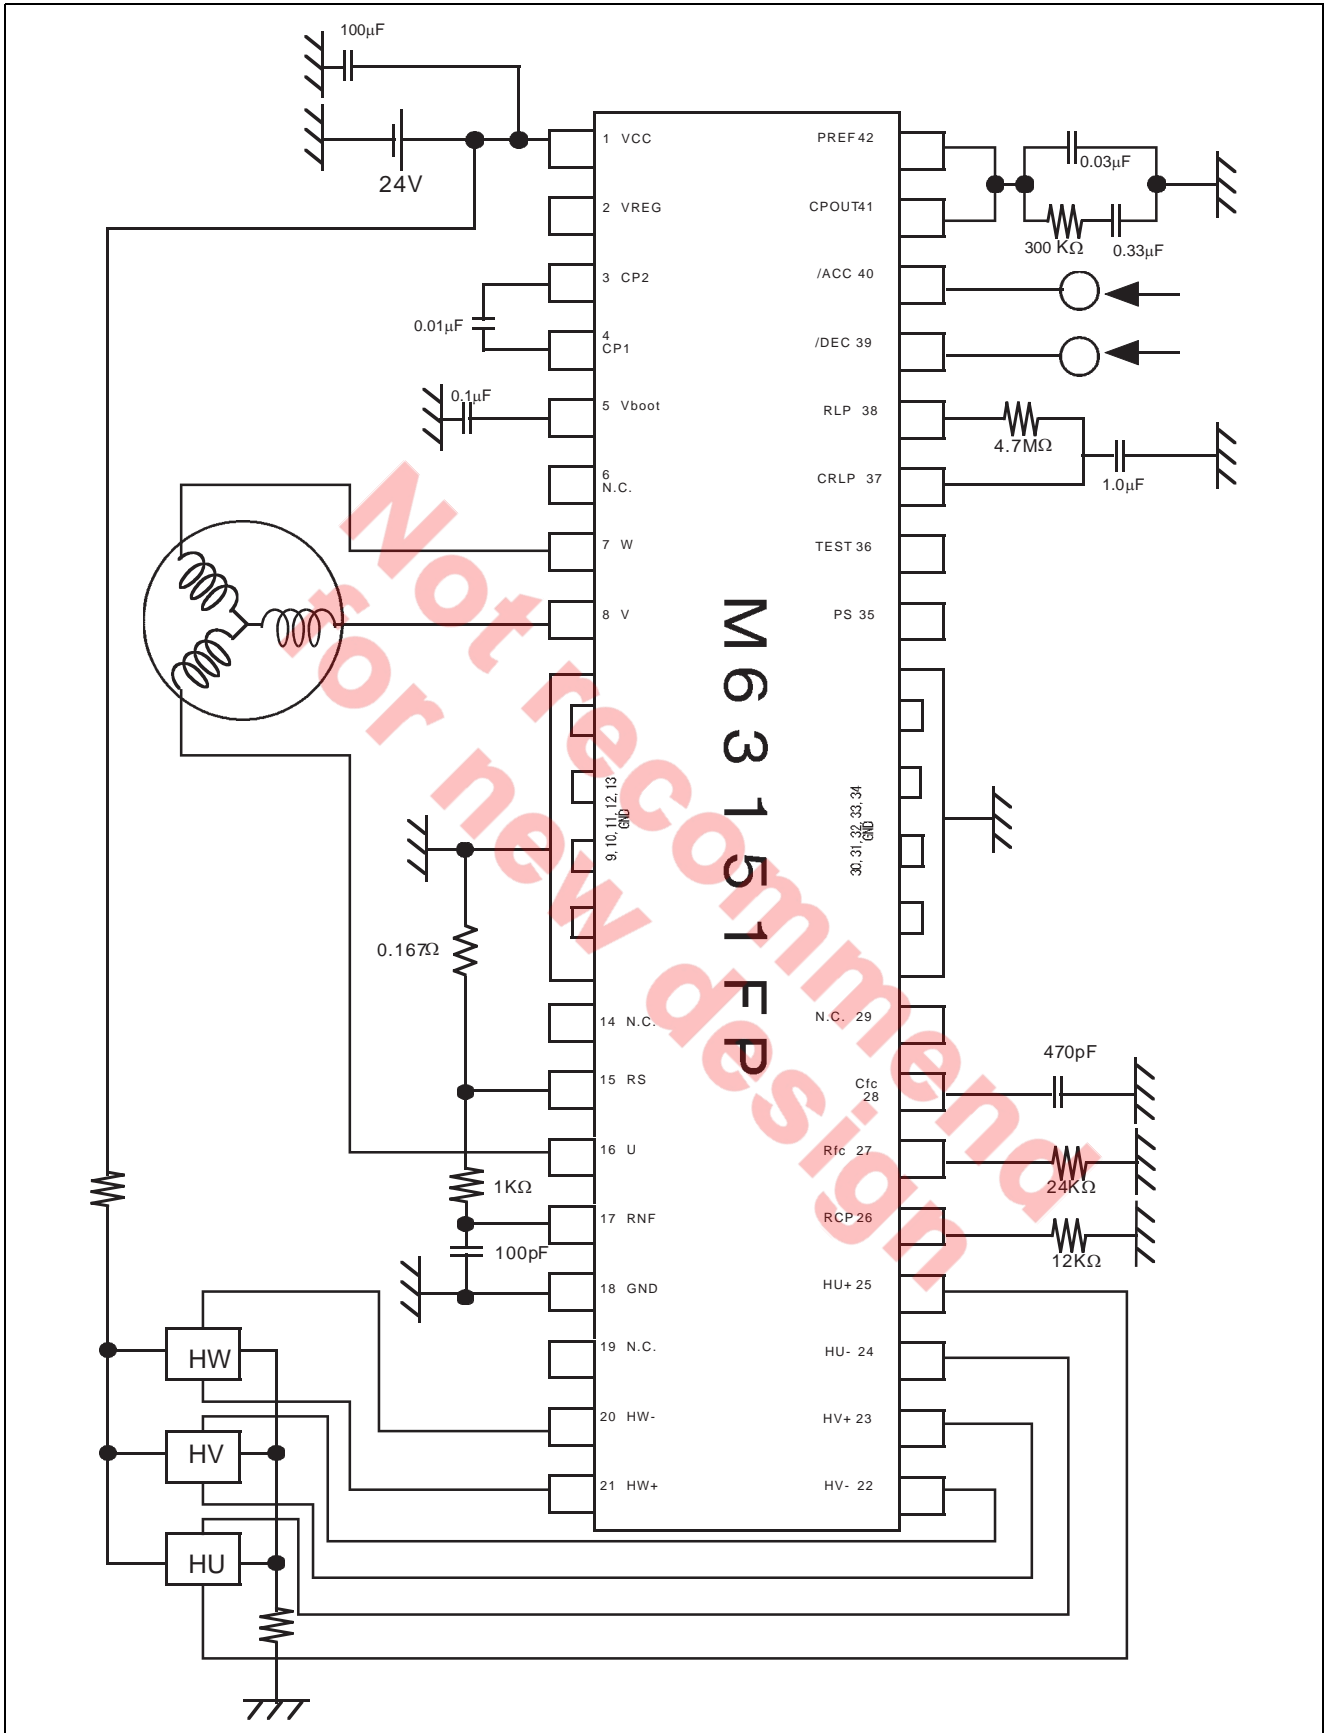 100μF
24V
1 VCC
2 VREG
3 CP2
4
CP1
0.01μF
5 Vboot
0.1μF
6
N.C.
7 W
8 V
9, 10, 11, 12, 13
GND
0.167Ω
14 N.C.
15 RS
16 U
1KΩ
17 RNF
100pF
18 GND
19 N.C.
20 HW-
21 HW+
HW
HV
HU
M63151FP
PREF 42
0.03μF
CPOUT41
300 KΩ
0.33μF
/ACC 40
/DEC 39
RLP 38
4.7MΩ
CRLP 37
1.0μF
TEST 36
PS 35
30, 31, 32, 33, 34
GND
N.C. 29
470pF
Cfc
28
Rfc 27
24KΩ
RCP 26
12KΩ
HU+ 25
HU- 24
HV+ 23
HV- 22
Not recommend
for new design